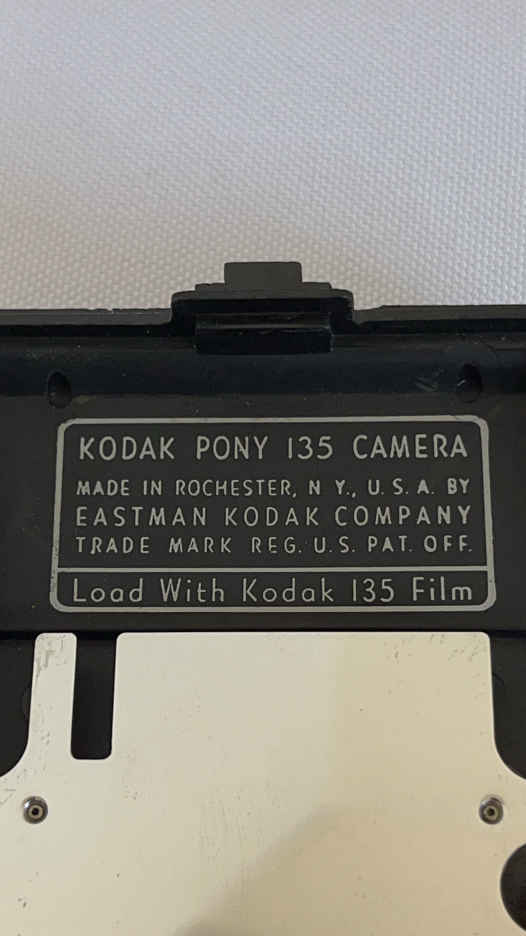 KODAK PONY 135 CAMERA
MADE IN ROCHESTER, N Y., U. S. A. BY
EASTMAN KODAK COMPANY
TRADE MARK REG. U.S. PAT. OFF.
Load With Kodak 135 Film